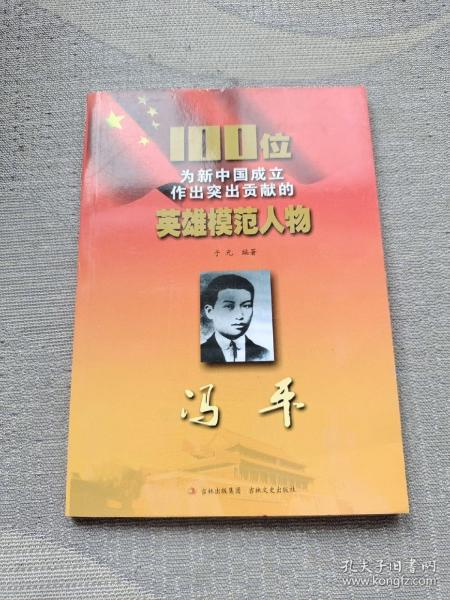 100位
为新中国成立
作出突出贡献的
英雄模范人物
于元 编著
冯平
吉林出版集团 吉林文史出版社
孔夫子旧书网
www.kongfz.com